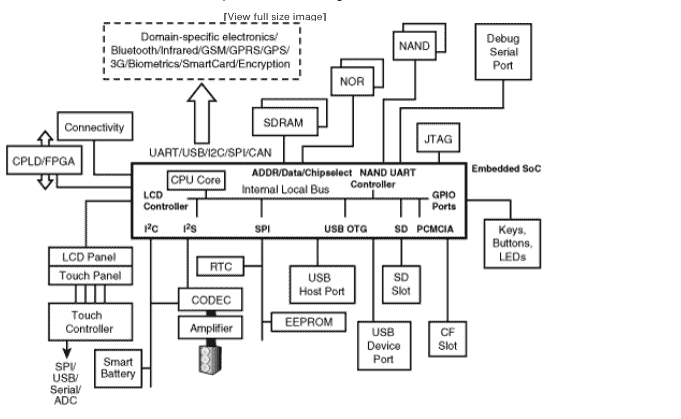 [View full size image]
Domain-specific electronics/
Bluetooth/Infrared/GSM/GPRS/GPS/
3G/Biometrics/SmartCard/Encryption
NAND
Debug
Serial
Port
NOR
SDRAM
Connectivity
JTAG
CPLD/FPGA
UART/USB/I2C/SPI/CAN
Embedded SoC
CPU Core
ADDR/Data/Chipselect
NAND UART
Controller
Internal Local Bus
LCD
Controller
GPIO
Ports
I²C
I²S
SPI
USB OTG
SD
PCMCIA
Keys,
Buttons,
LEDs
LCD Panel
Touch Panel
RTC
USB
Host Port
SD
Slot
CODEC
Touch
Controller
Amplifier
EEPROM
USB
Device
Port
CF
Slot
Smart
Battery
SPI/
USB/
Serial/
ADC